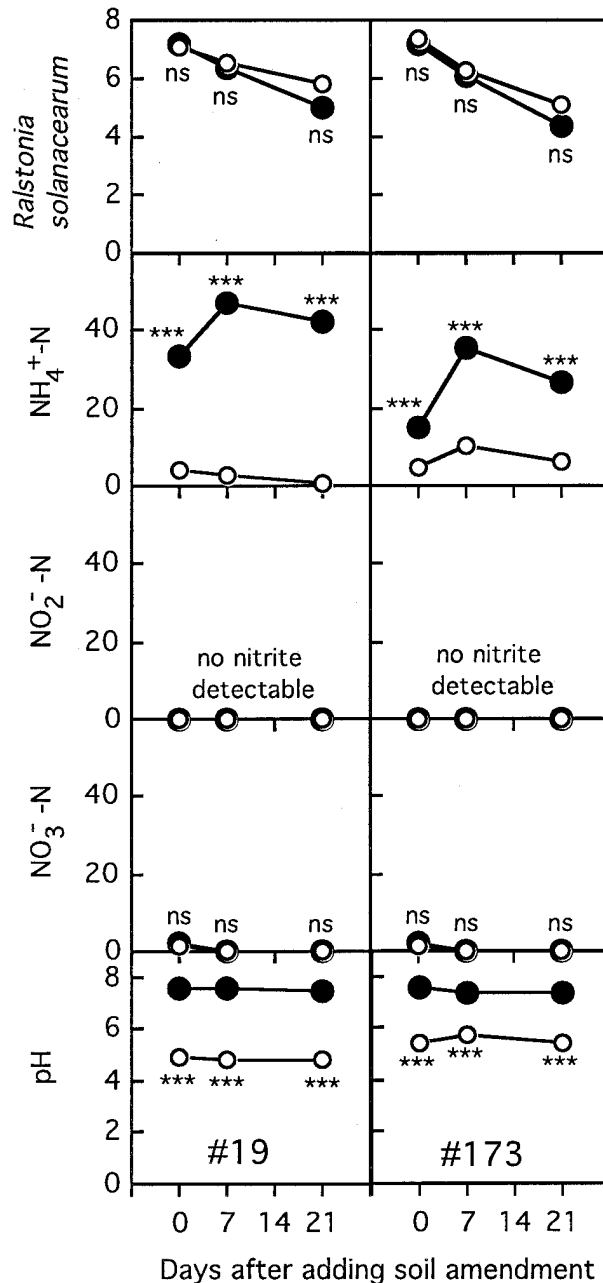 8
6
4
2
0
Ralstonia
solanacearum
ns
ns
ns
ns
ns
ns
40
20
0
NH₄⁺-N
***
***
***
***
***
***
40
20
0
NO₂⁻-N
no nitrite
detectable
no nitrite
detectable
40
20
0
NO₃⁻-N
ns
ns
ns
ns
ns
ns
8
6
4
2
0
pH
***
***
***
***
***
***
#19
#173
0 7 14 21 0 7 14 21
Days after adding soil amendment